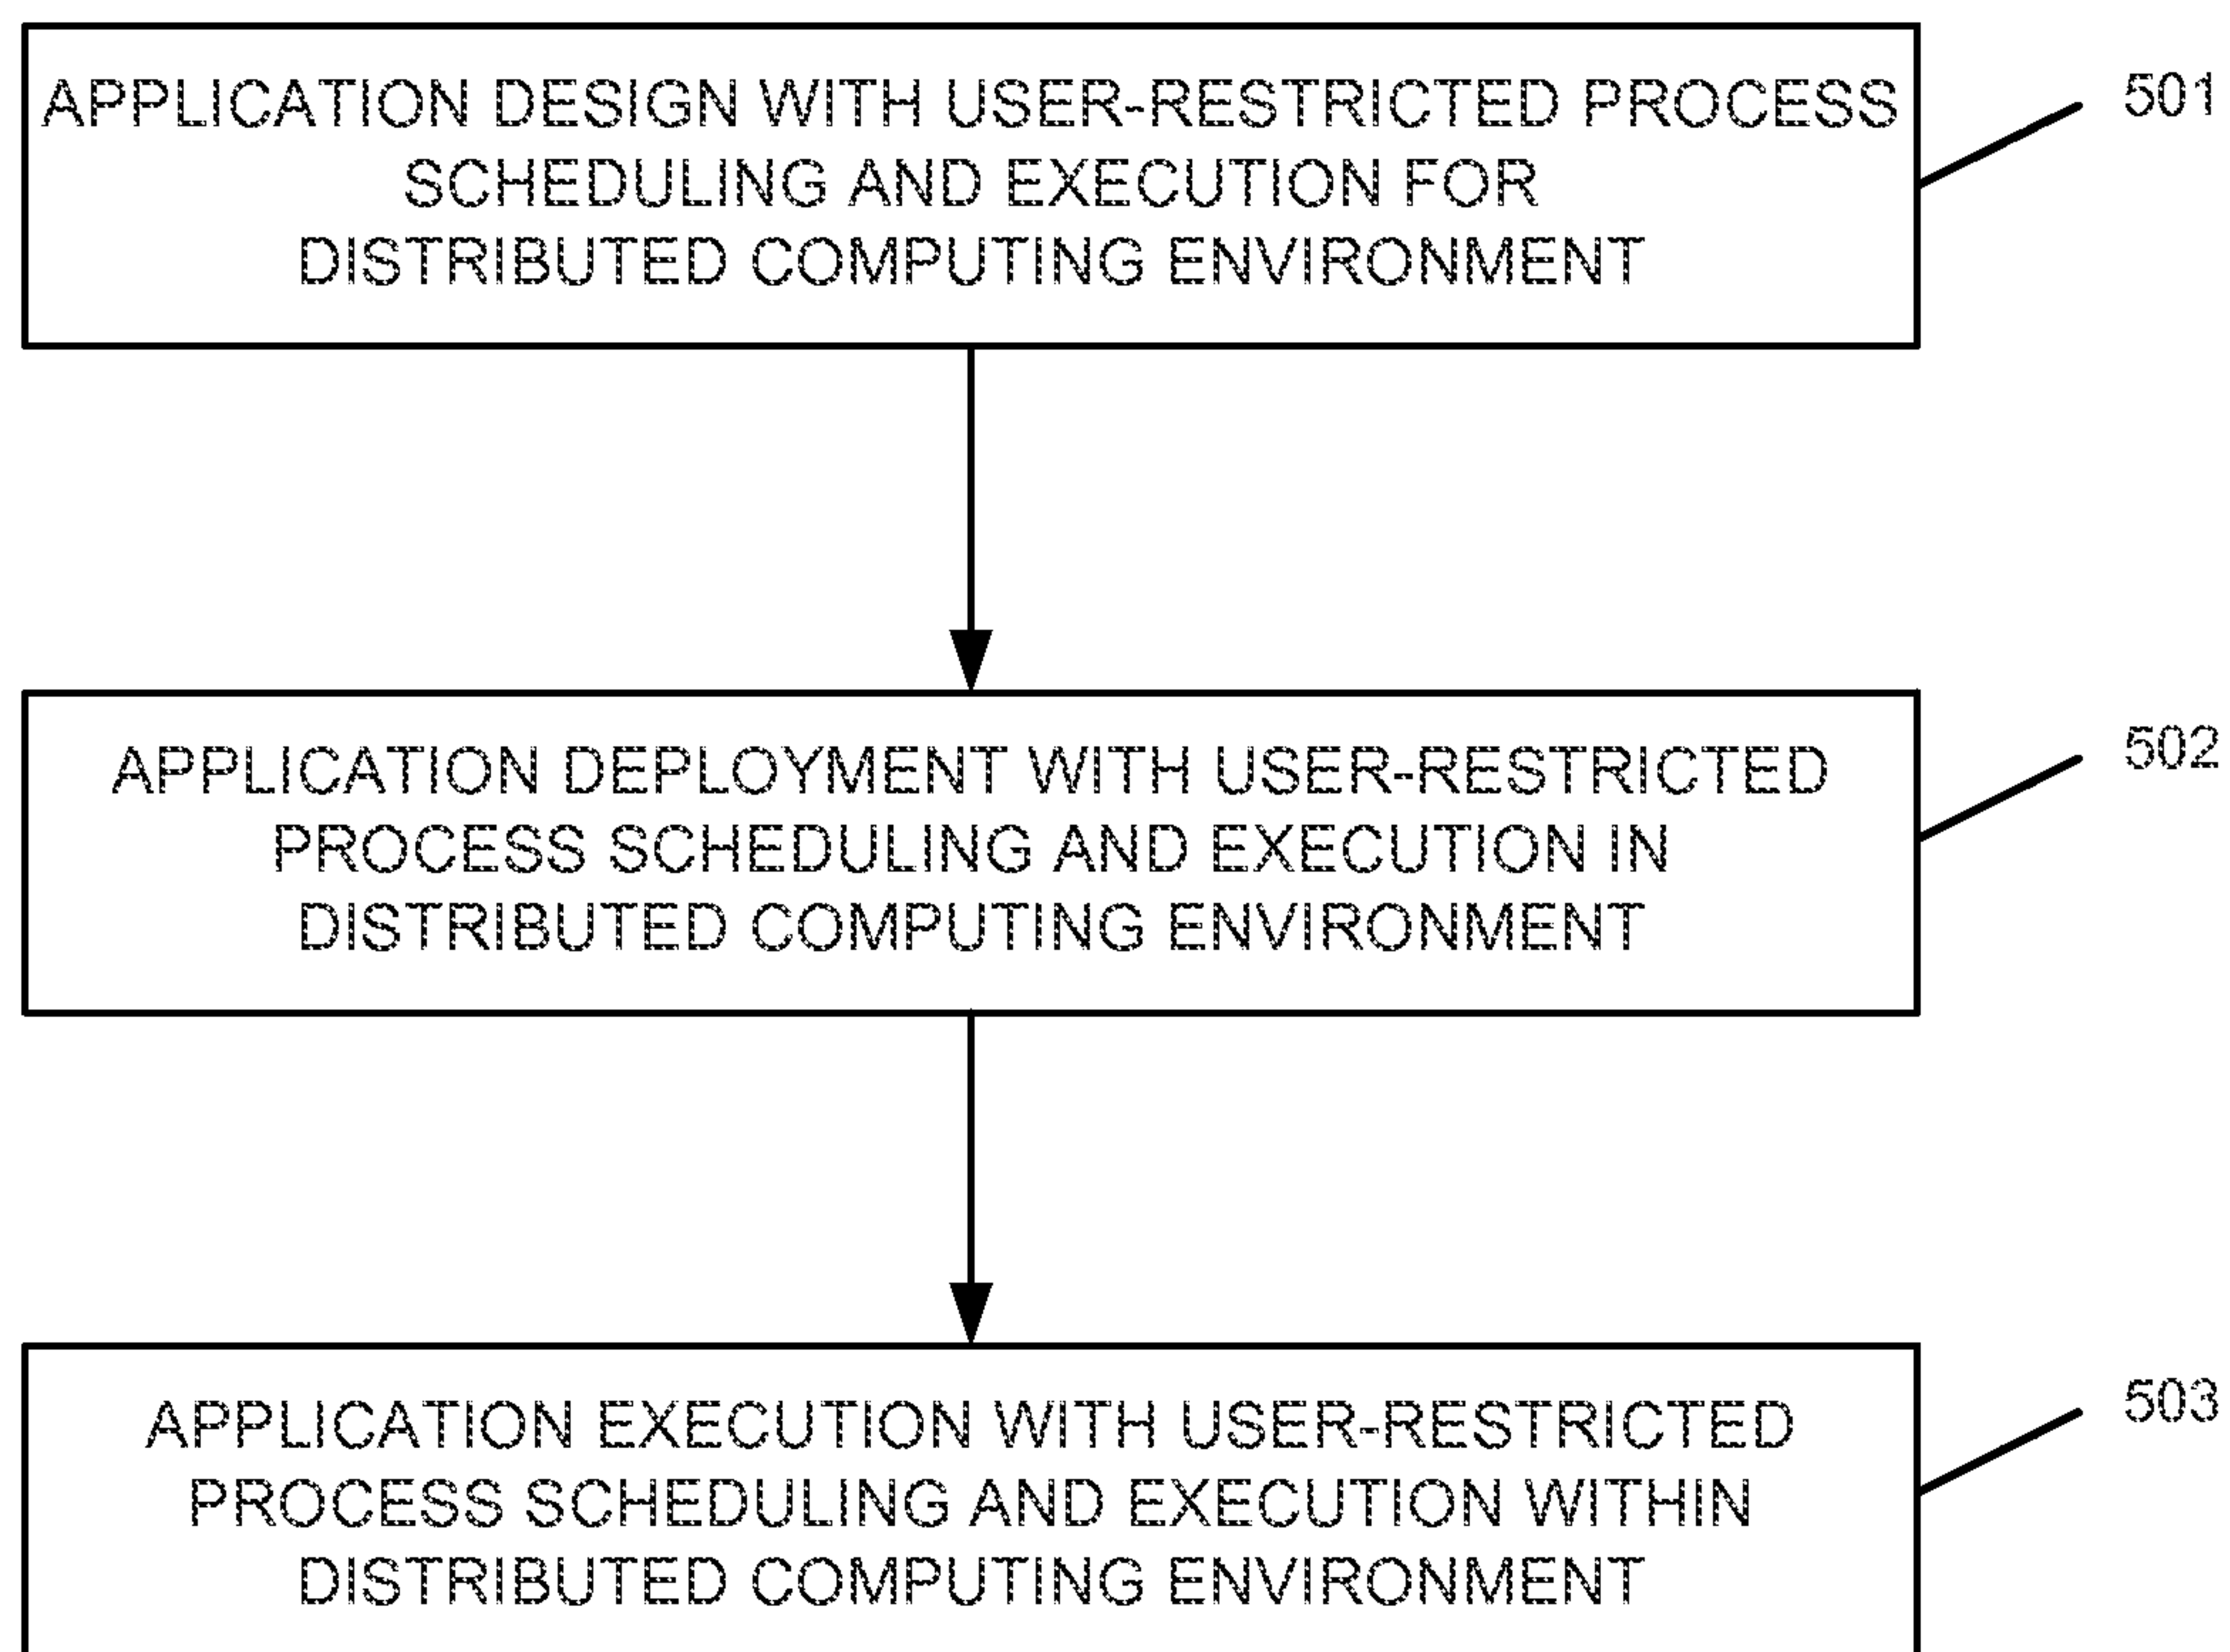 APPLICATION DESIGN WITH USER-RESTRICTED PROCESS
SCHEDULING AND EXECUTION FOR
DISTRIBUTED COMPUTING ENVIRONMENT
501
APPLICATION DEPLOYMENT WITH USER-RESTRICTED
PROCESS SCHEDULING AND EXECUTION IN
DISTRIBUTED COMPUTING ENVIRONMENT
502
APPLICATION EXECUTION WITH USER-RESTRICTED
PROCESS SCHEDULING AND EXECUTION WITHIN
DISTRIBUTED COMPUTING ENVIRONMENT
503